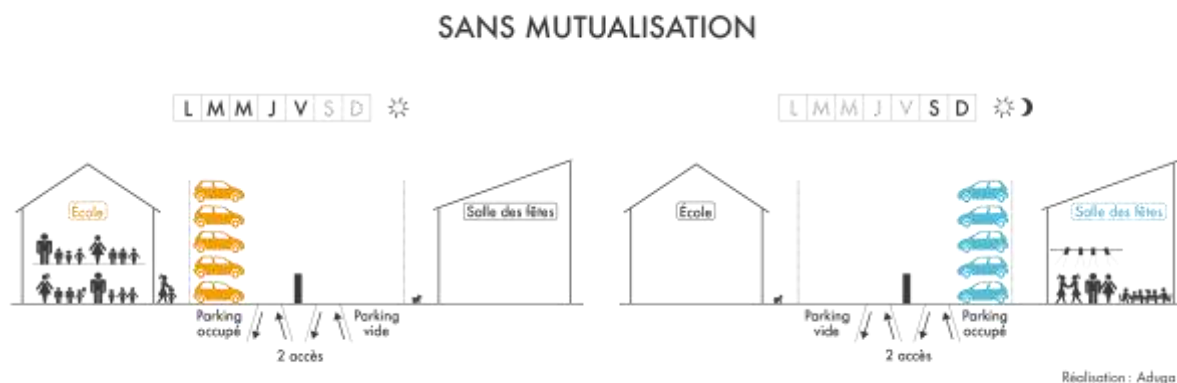 SANS MUTUALISATION
L M M J V S D
L M M J V S D
École
Salle des fêtes
École
Salle des fêtes
Parking occupé
Parking vide
2 accès
Parking vide
Parking occupé
2 accès
Réalisation : Aduga